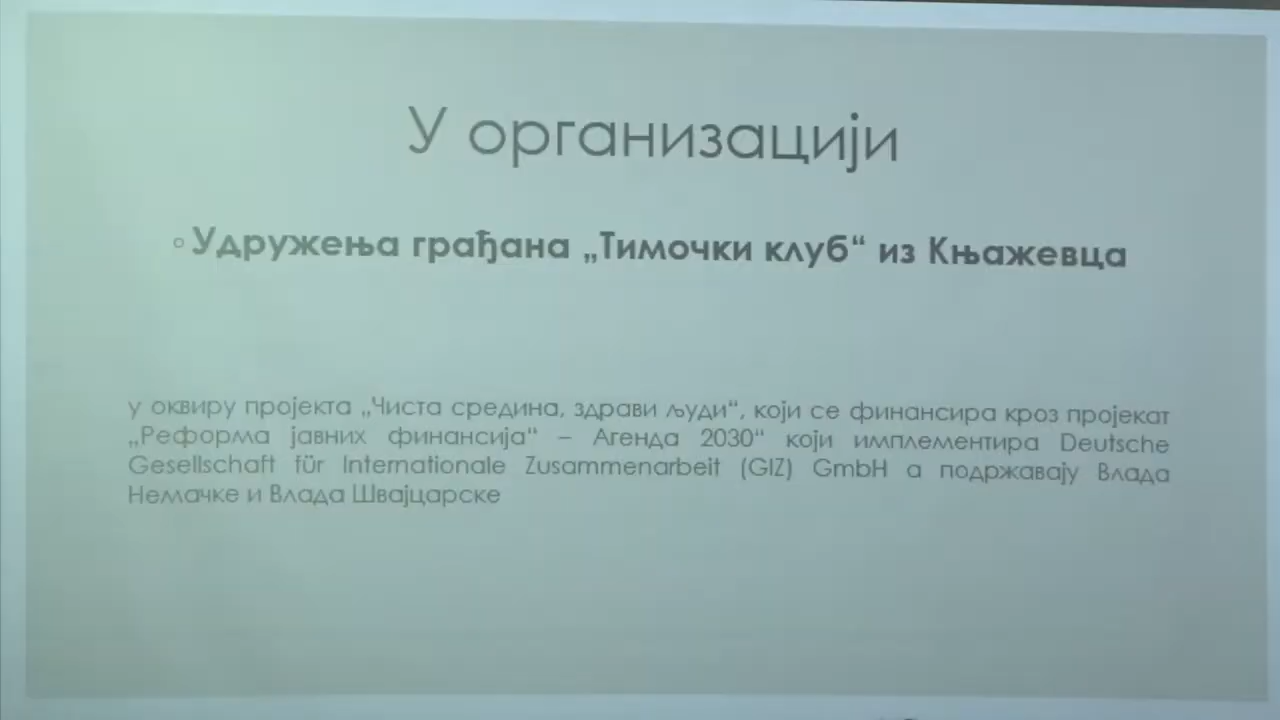 У организацији
Удружења грађана „Тимочки клуб“ из Књажевца
у оквиру пројекта „Чиста средина, здрави људи“, који се финансира кроз пројекат
„Реформа јавних финансија“ – Агенда 2030“ који имплементира Deutsche
Gesellschaft für Internationale Zusammenarbeit (GIZ) GmbH а подржавају Влада
Немачке и Влада Швајцарске